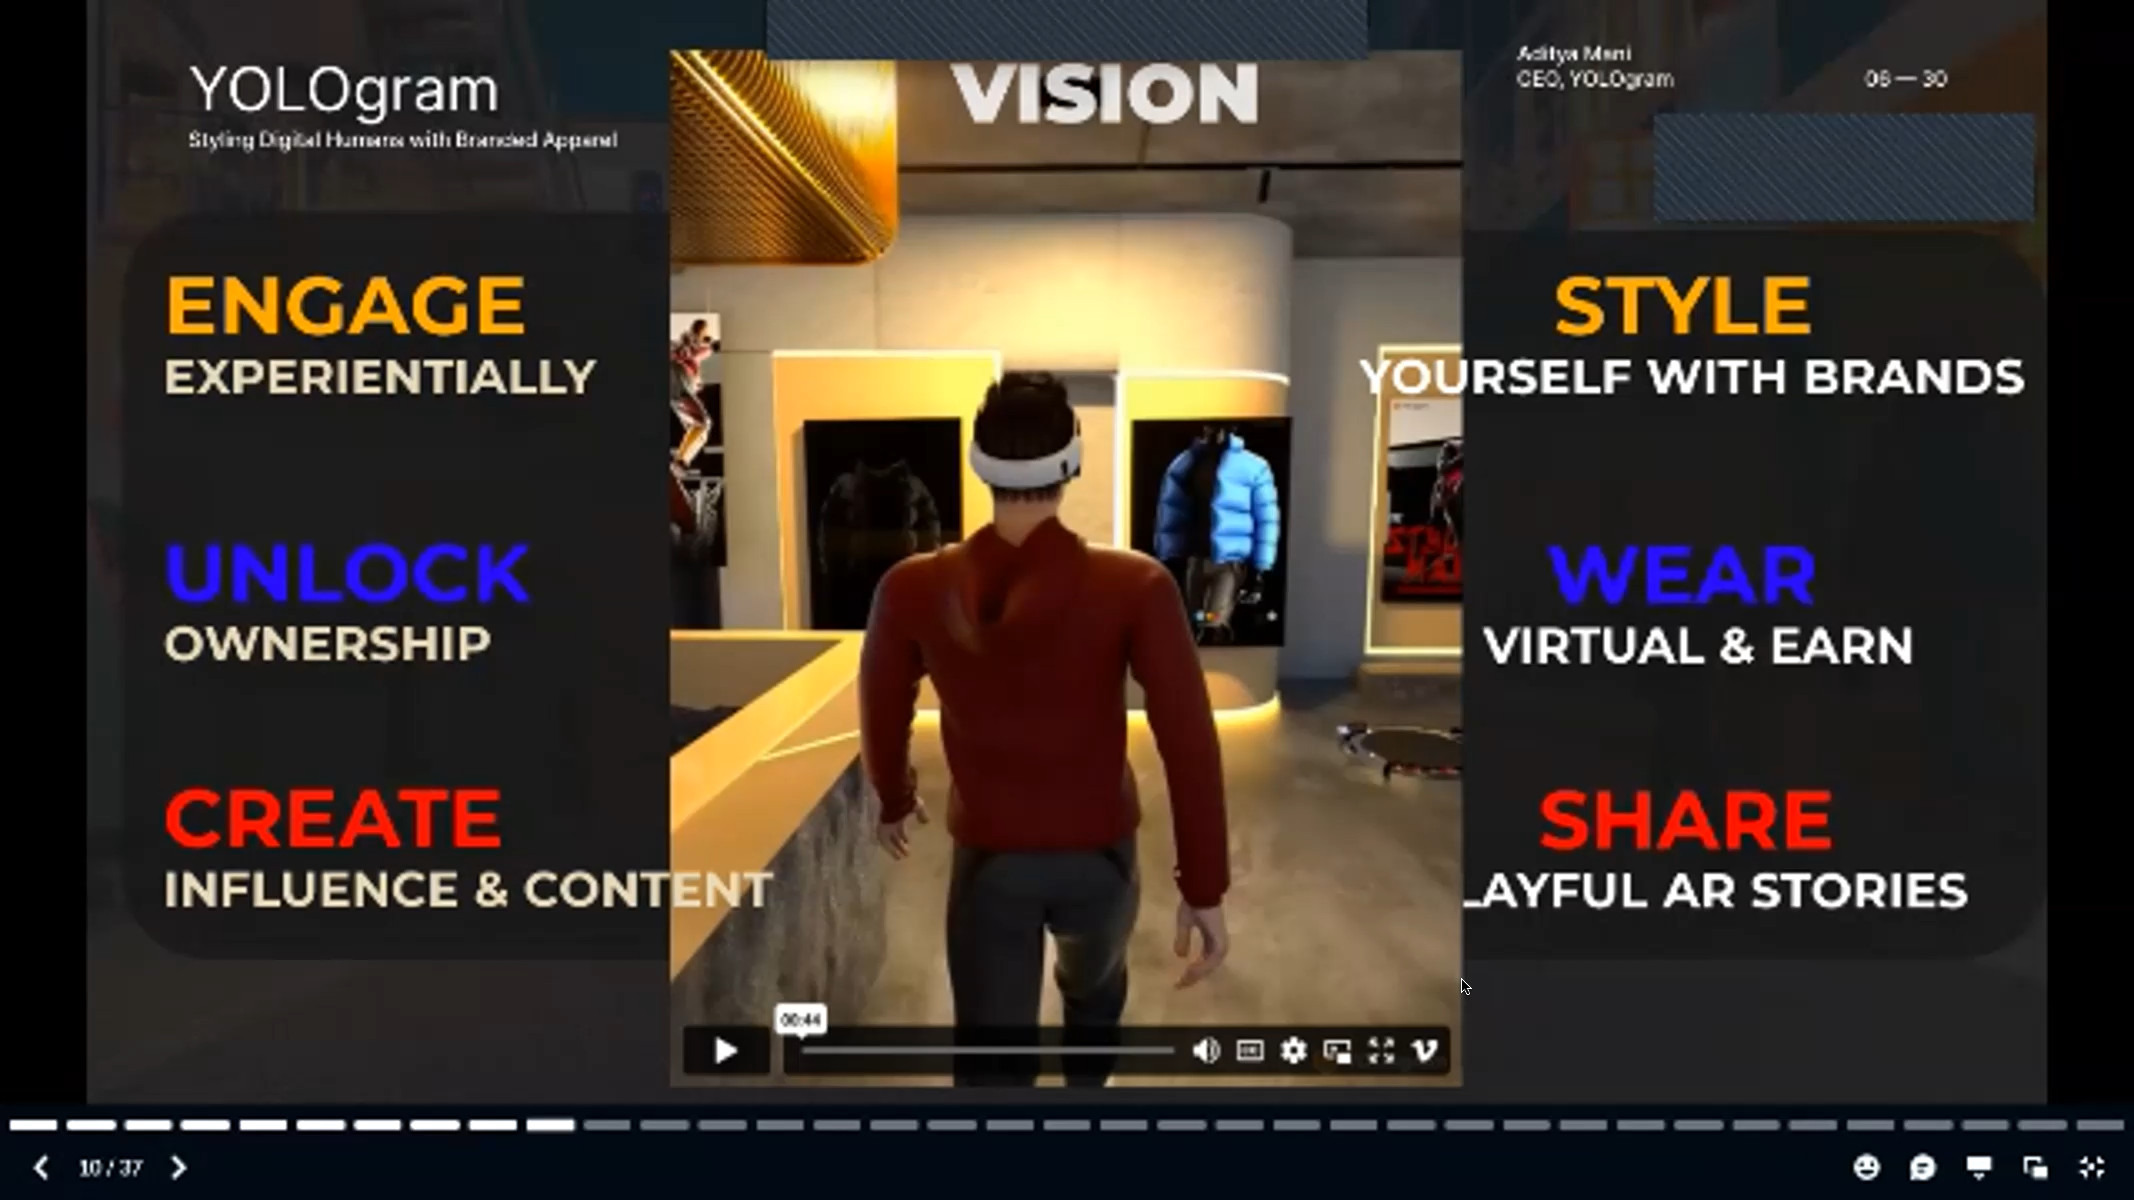 YOLOgram
Styling Digital Humans with Branded Apparel
VISION
Aditya Mani
CEO, YOLOgram
06 — 30
ENGAGE
EXPERIENTIALLY
UNLOCK
OWNERSHIP
CREATE
INFLUENCE & CONTENT
STYLE
YOURSELF WITH BRANDS
WEAR
VIRTUAL & EARN
SHARE
LAYFUL AR STORIES
00:44
10 / 37